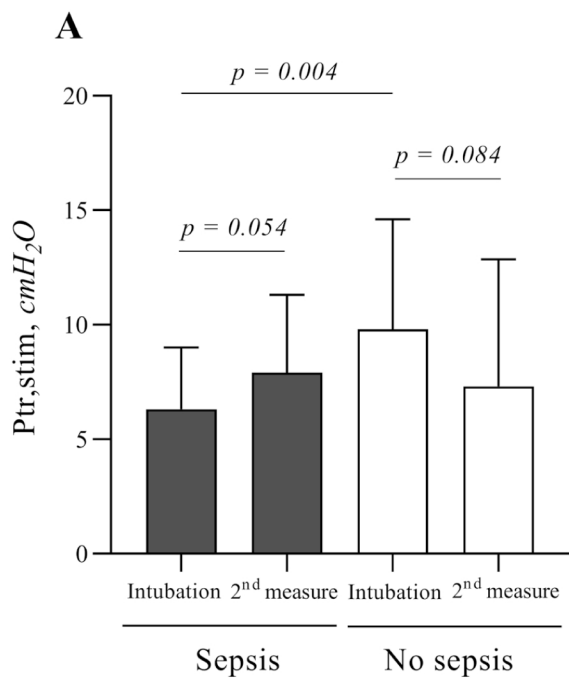 A
p = 0.004
20
p = 0.084
15
p = 0.054
Ptr,stim, cmH₂O
10
5
0
Intubation 2ⁿᵈ measure Intubation 2ⁿᵈ measure
Sepsis No sepsis